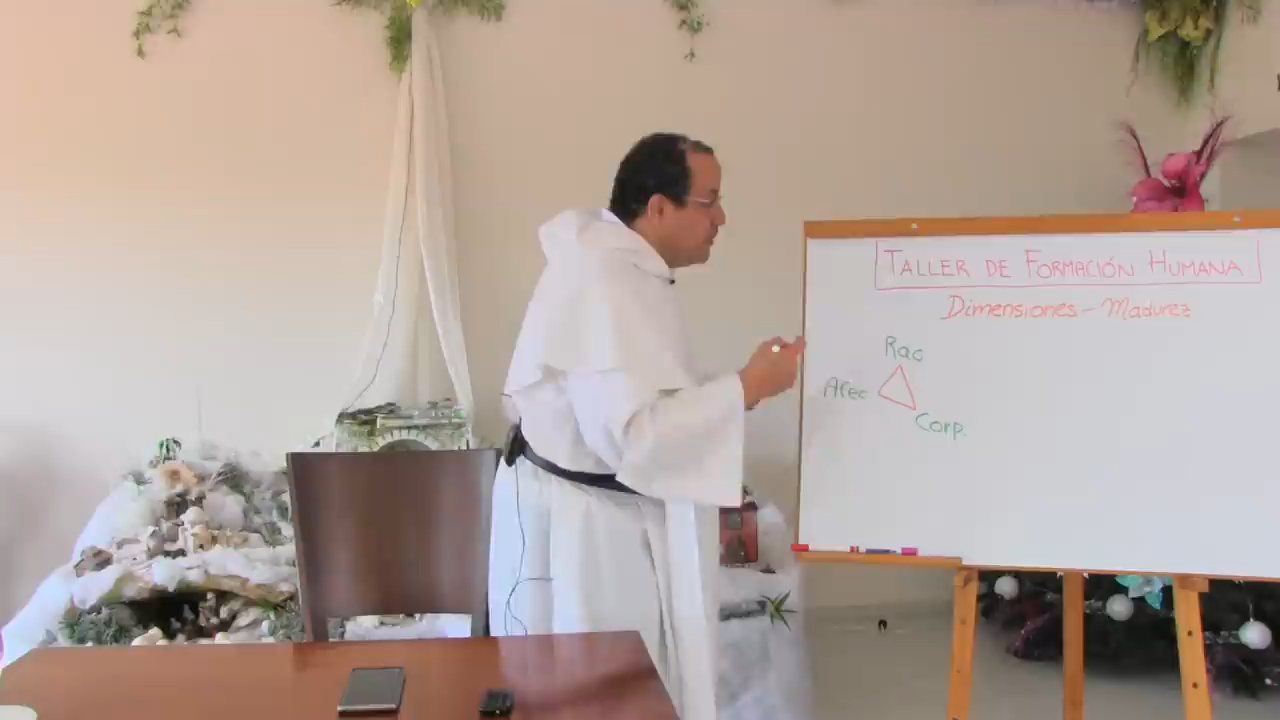 TALLER DE FORMACIÓN HUMANA
Dimensiones - Madurez
Rac
Afec
Corp.